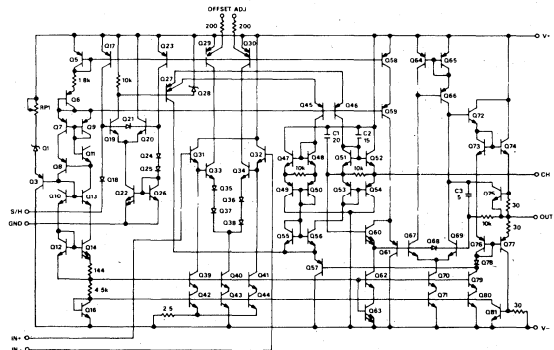 OFFSET ADJ
200 200
V+
Q5 Q17 Q23 Q29 Q30 Q58 Q64 Q65
1.8k 10k Q27 Q28 Q66
RP1 Q6 Q45 Q46 Q59 Q72
Q7 Q9 Q21 C1 20 C2 15 Q73 Q74
Q1 Q19 Q20 Q31 Q32
Q11 Q24 Q33 Q34 Q47 Q48 Q51 Q52
Q3 Q8 Q25 10k 10k CH
Q18 Q35 Q36 Q49 Q50 Q53 Q54 C3 5 Q75
Q10 Q13 Q22 Q26 Q37 Q38 30
S/H 10k OUT
GND 30
Q12 Q14 Q55 Q56 Q60 Q61 Q67 Q68 Q69 Q76 Q77
144 Q57 Q78
4.5k Q39 Q40 Q41 Q62 Q70 Q79
Q16 2.5 Q42 Q43 Q44 Q63 Q71 Q80 Q81 30
V-
IN+
IN-